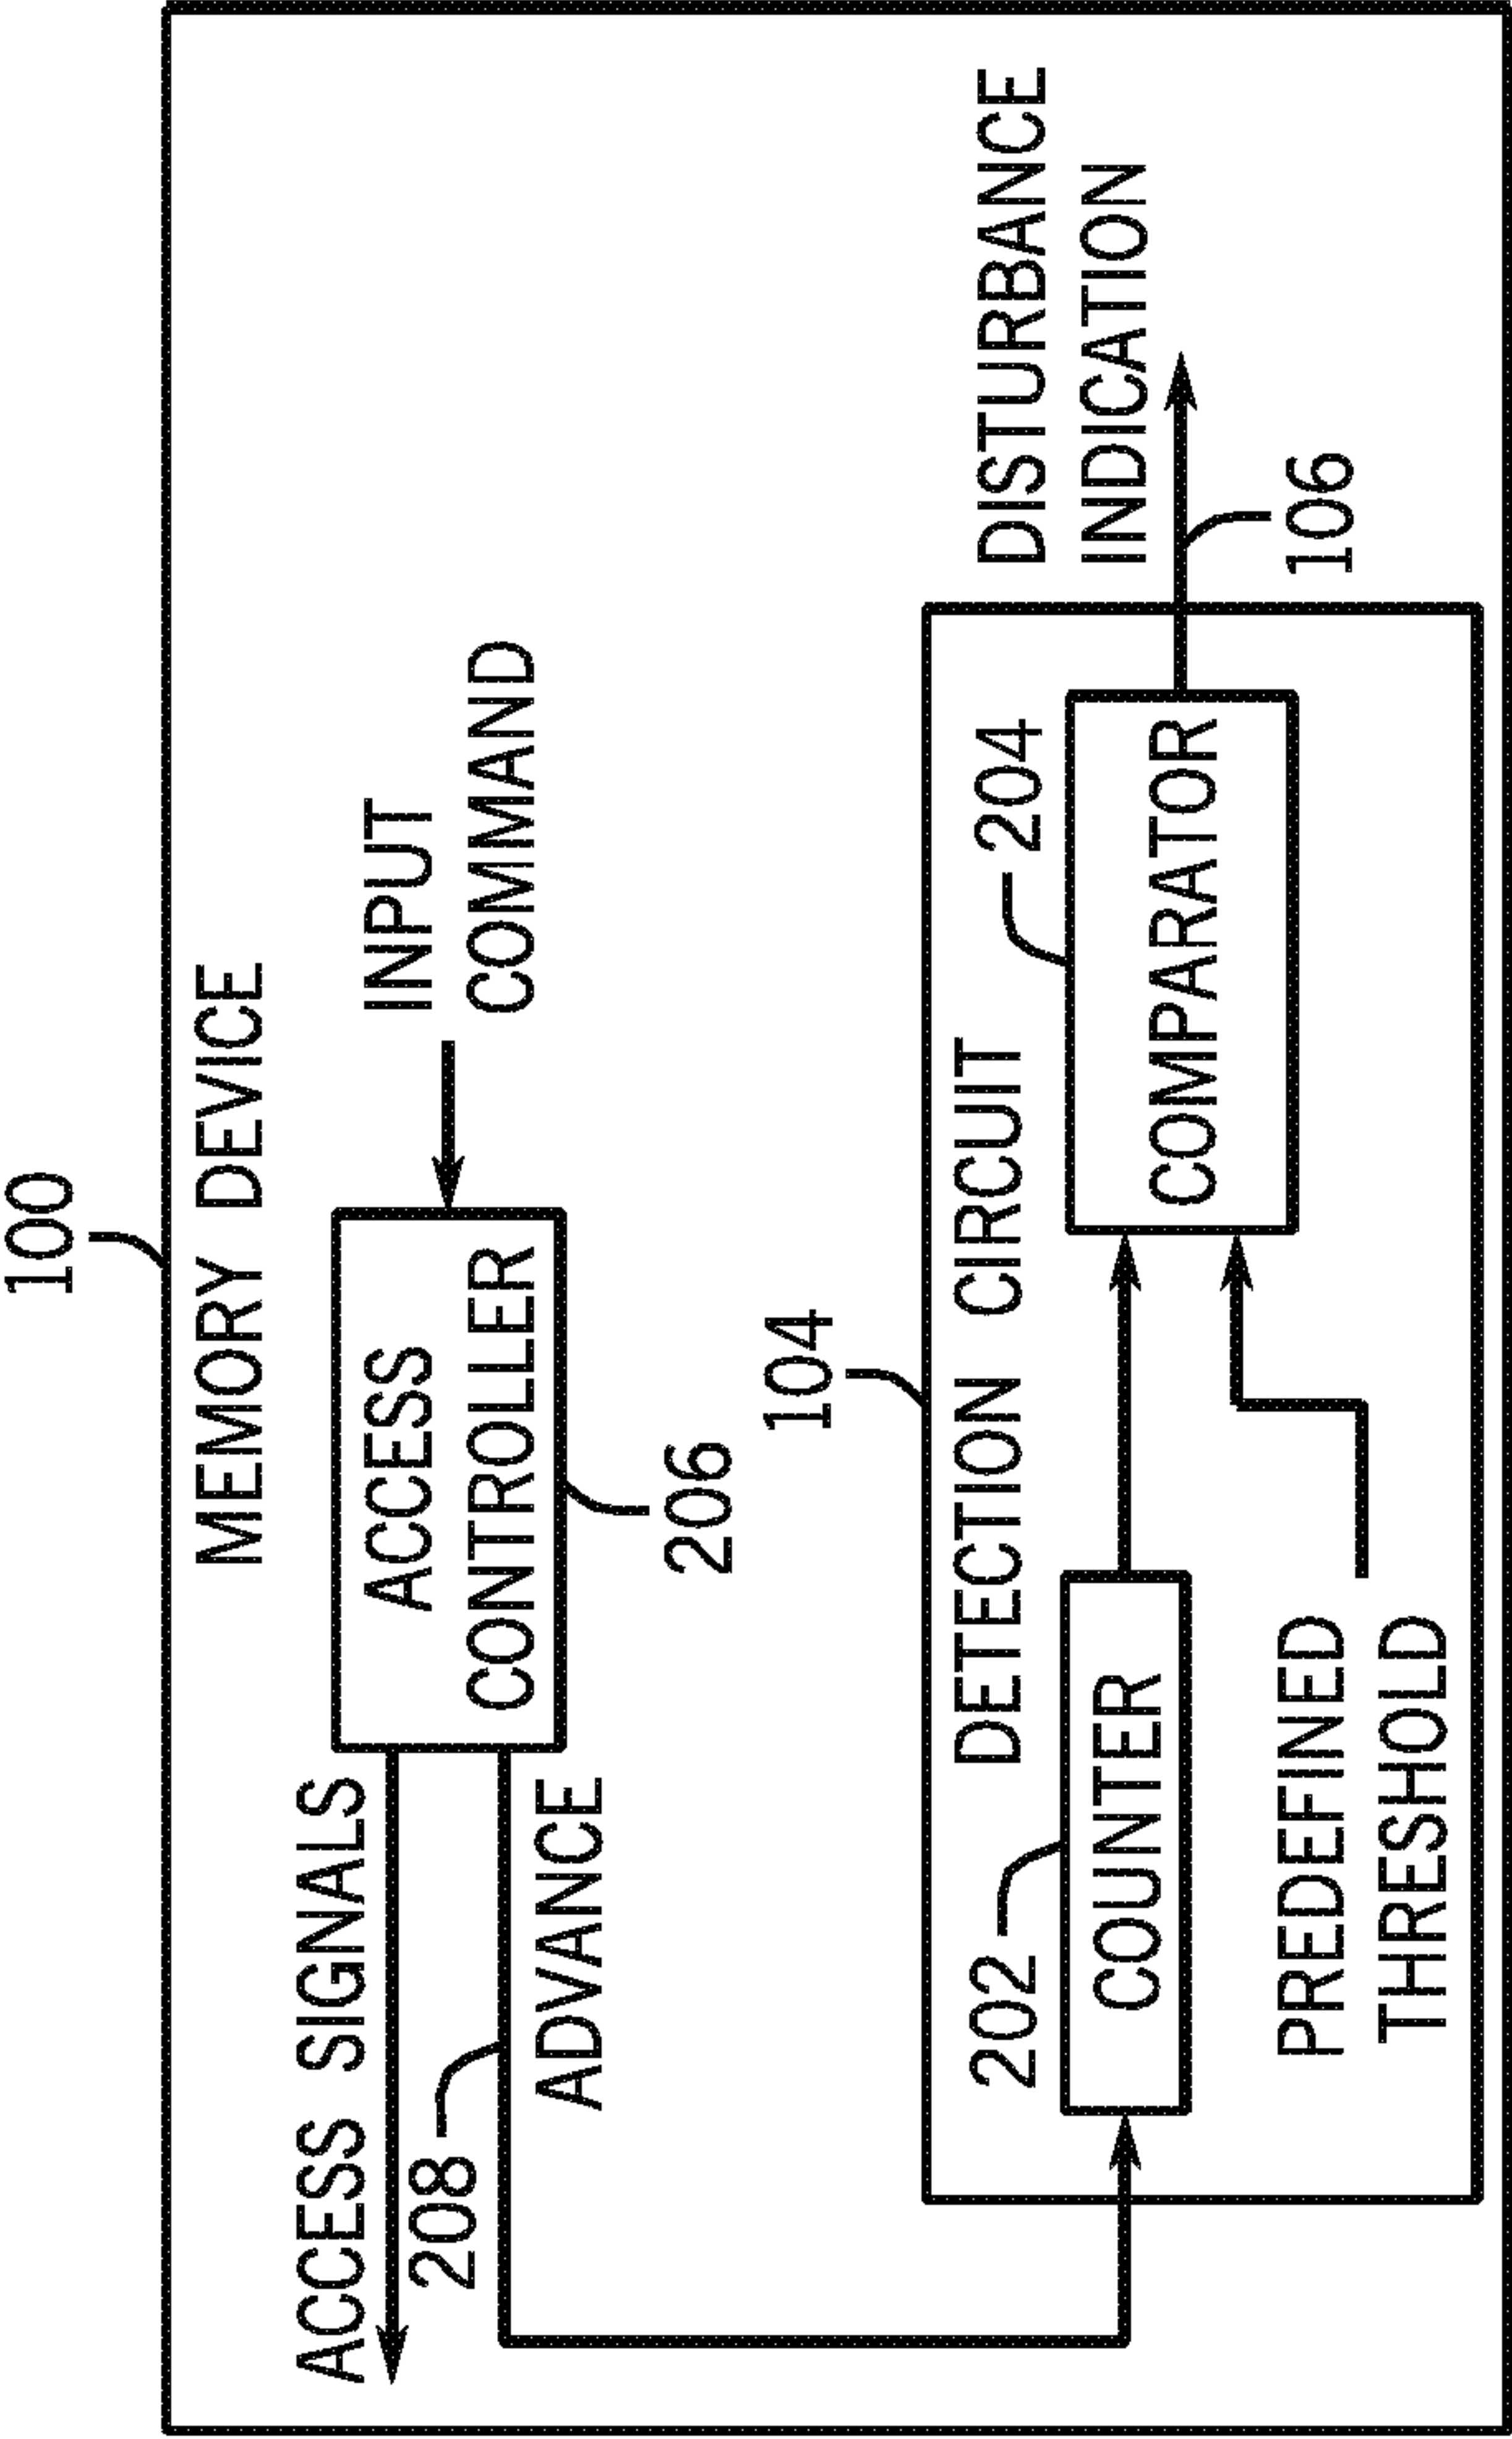 100
MEMORY DEVICE
ACCESS SIGNALS
ACCESS
CONTROLLER
INPUT
COMMAND
208
ADVANCE
206
104
DETECTION CIRCUIT
202
COUNTER
204
COMPARATOR
DISTURBANCE
INDICATION
106
PREDEFINED
THRESHOLD